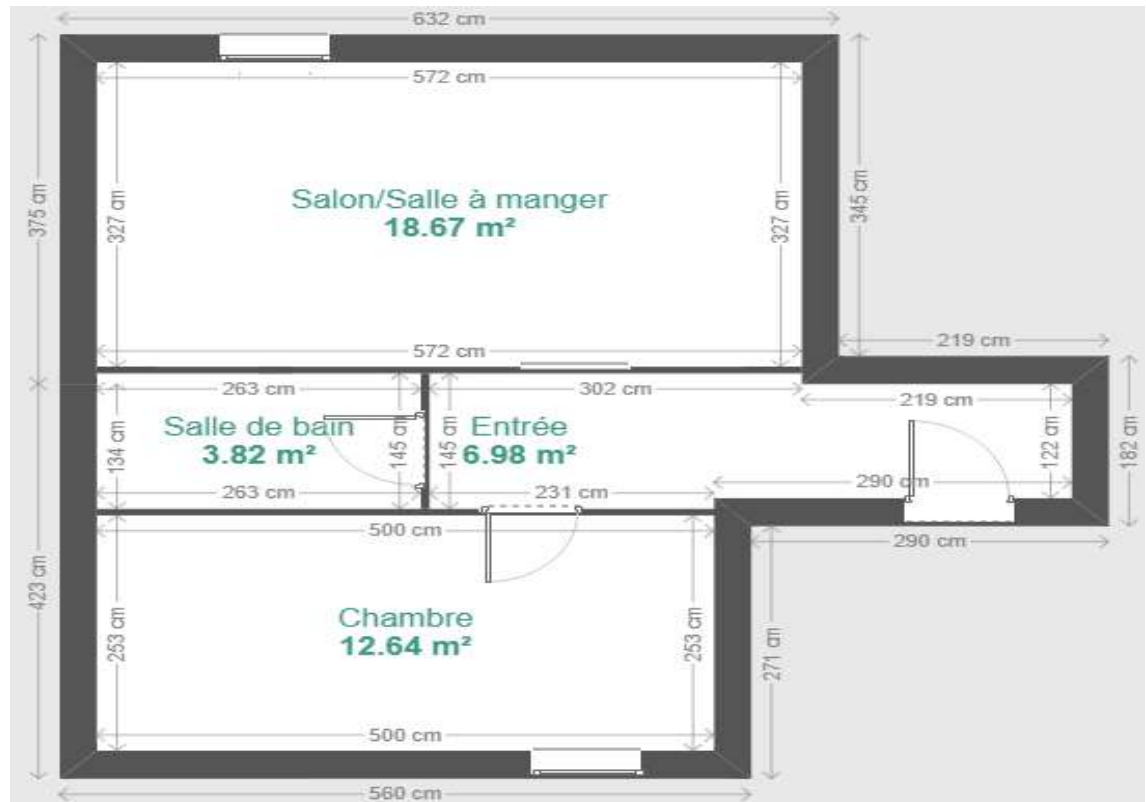 632 cm
572 cm
375 cm
327 cm
Salon/Salle à manger
18.67 m²
327 cm
345 cm
572 cm
219 cm
263 cm
302 cm
219 cm
134 cm
Salle de bain
3.82 m²
145 cm
145 cm
Entrée
6.98 m²
122 cm
182 cm
263 cm
231 cm
290 cm
500 cm
290 cm
423 cm
253 cm
Chambre
12.64 m²
253 cm
271 cm
500 cm
560 cm